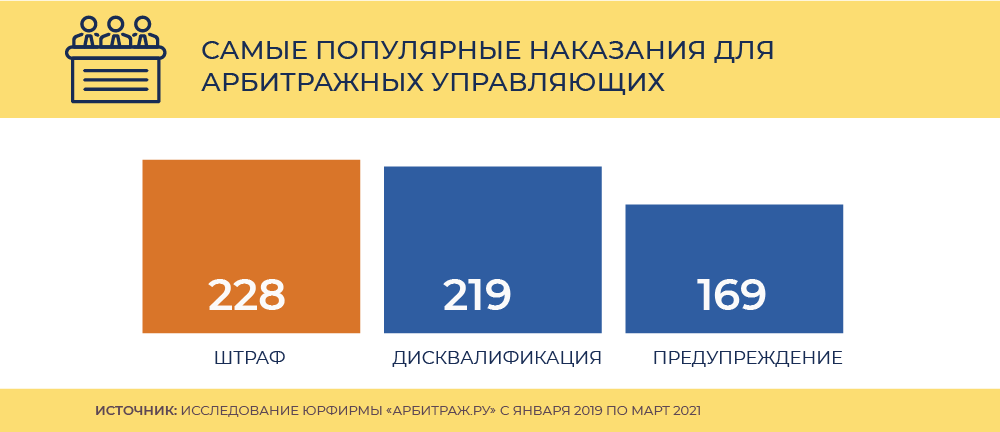 САМЫЕ ПОПУЛЯРНЫЕ НАКАЗАНИЯ ДЛЯ
АРБИТРАЖНЫХ УПРАВЛЯЮЩИХ
228
219
169
ШТРАФ
ДИСКВАЛИФИКАЦИЯ
ПРЕДУПРЕЖДЕНИЕ
ИСТОЧНИК: ИССЛЕДОВАНИЕ ЮРФИРМЫ «АРБИТРАЖ.РУ» С ЯНВАРЯ 2019 ПО МАРТ 2021